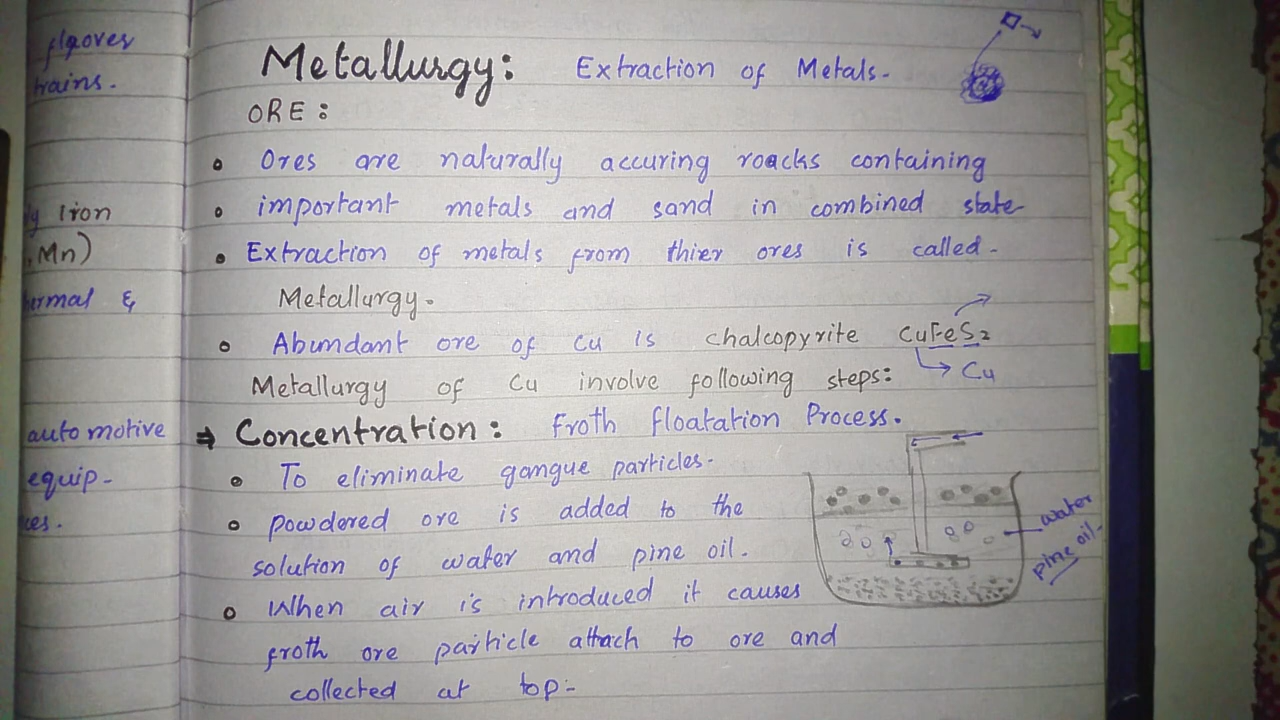 flqoves
trains.
Iron
, Mn)
ermal &
automotive
equip-
ces.
Metallurgy: Extraction of Metals.
ORE:
• Ores are naturally accuring roacks containing
• important metals and sand in combined state
• Extraction of metals from thier ores is called -
Metallurgy.
• Abundant ore of Cu is chalcopyrite CuFeS2
→ Cu
Metallurgy of Cu involve following steps:
⇒ Concentration: Froth Floatation Process.
• To eliminate gangue particles.
• powdered ore is added to the
solution of water and pine oil.
• When air is introduced it causes
froth ore particle attach to ore and
collected at top -
water
pine oil.